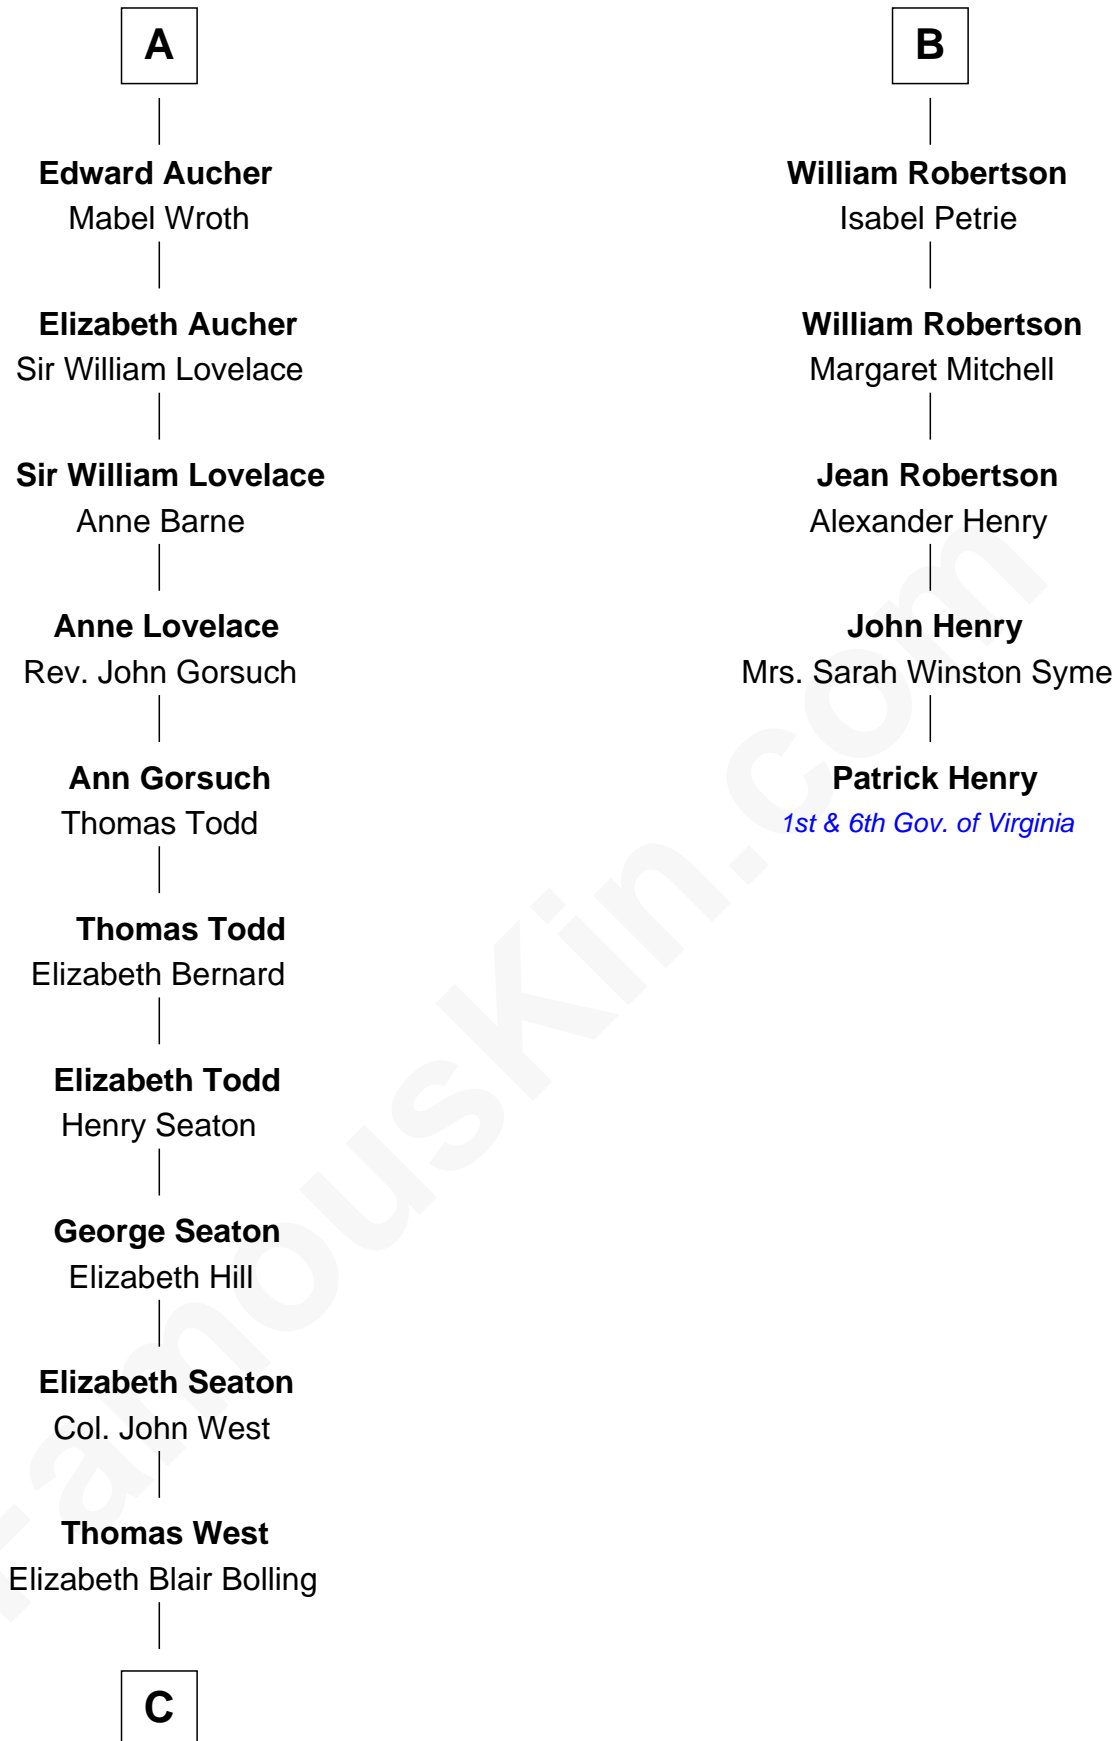 A
Edward Aucher
Mabel Wroth
Elizabeth Aucher
Sir William Lovelace
Sir William Lovelace
Anne Barne
Anne Lovelace
Rev. John Gorsuch
Ann Gorsuch
Thomas Todd
Thomas Todd
Elizabeth Bernard
Elizabeth Todd
Henry Seaton
George Seaton
Elizabeth Hill
Elizabeth Seaton
Col. John West
Thomas West
Elizabeth Blair Bolling
C
B
William Robertson
Isabel Petrie
William Robertson
Margaret Mitchell
Jean Robertson
Alexander Henry
John Henry
Mrs. Sarah Winston Syme
Patrick Henry
1st & 6th Gov. of Virginia
FamousKin.com